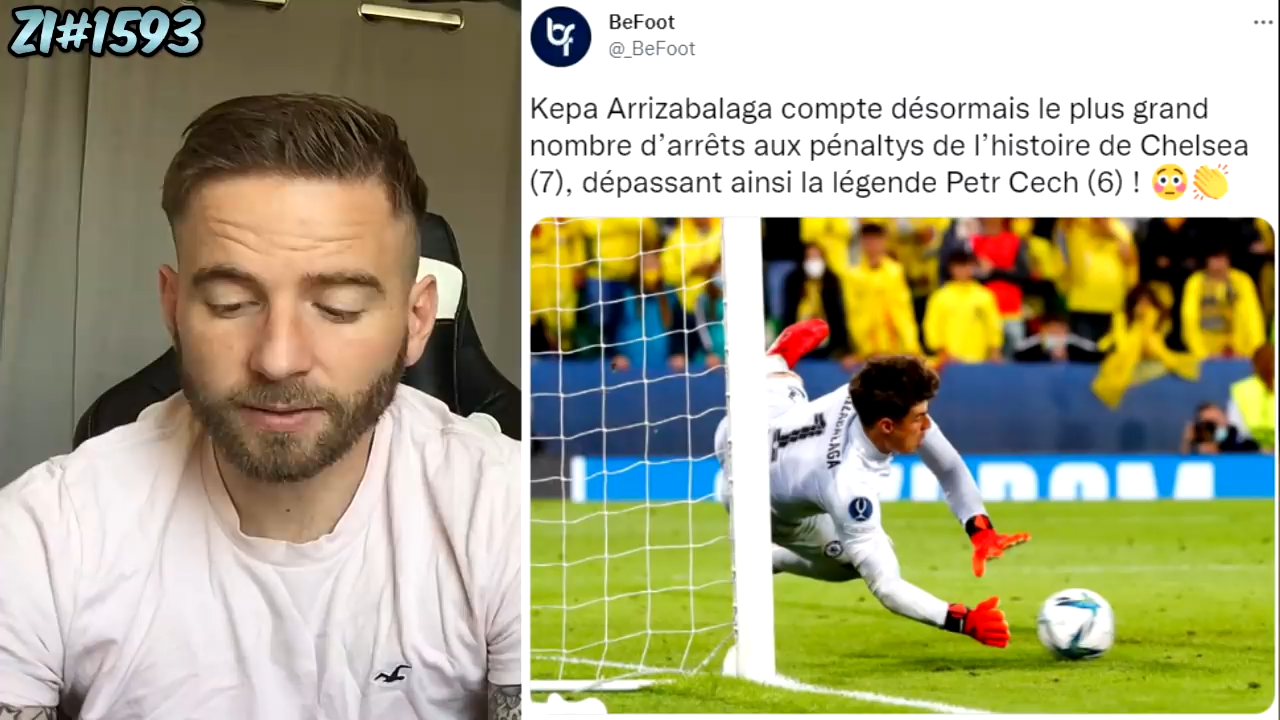 ZI#1593
BeFoot
@_BeFoot
Kepa Arrizabalaga compte désormais le plus grand
nombre d’arrêts aux pénaltys de l’histoire de Chelsea
(7), dépassant ainsi la légende Petr Cech (6) ! 😳👏
1